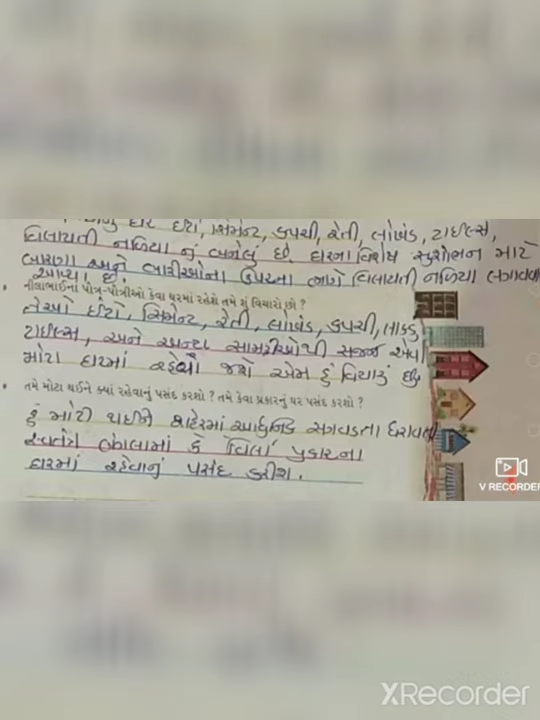 ઘર ઈંટો, સિમેન્ટ, કપચી, રેતી, લોખંડ, ટાઈલ્સ,
વિલાયતી નળિયા નું બનેલું છે. ઘરના વિશેષ સુશોભન માટે
બારણા અને બારીઓના ઉપરના ભાગે વિલાયતી નળિયા લગાવવા
આવ્યા છે.
• નીલાભાઈનાં પૌત્ર-પૌત્રીઓ કેવા ઘરમાં રહેશે તમે શું વિચારો છો ?
તેઓ ઈંટો, સિમેન્ટ, રેતી, લોખંડ, કપચી, લાકડુ
ટાઈલ્સ, અને અન્ય સામગ્રીઓથી સજ્જ એવા
મોટા ઘરમાં રહેતો જશે એમ હું વિચારું છું.
• તમે મોટા થઈને ક્યાં રહેવાનું પસંદ કરશો ? તમે કેવા પ્રકારનું ઘર પસંદ કરશો ?
હું મોટી થઈને શહેરમાં આધુનિક સગવડતા ધરાવતા
સ્વતંત્ર બંગલામાં કે વિલા પ્રકારના
ઘરમાં રહેવાનું પસંદ કરીશ.
V RECORDER
XRecorder